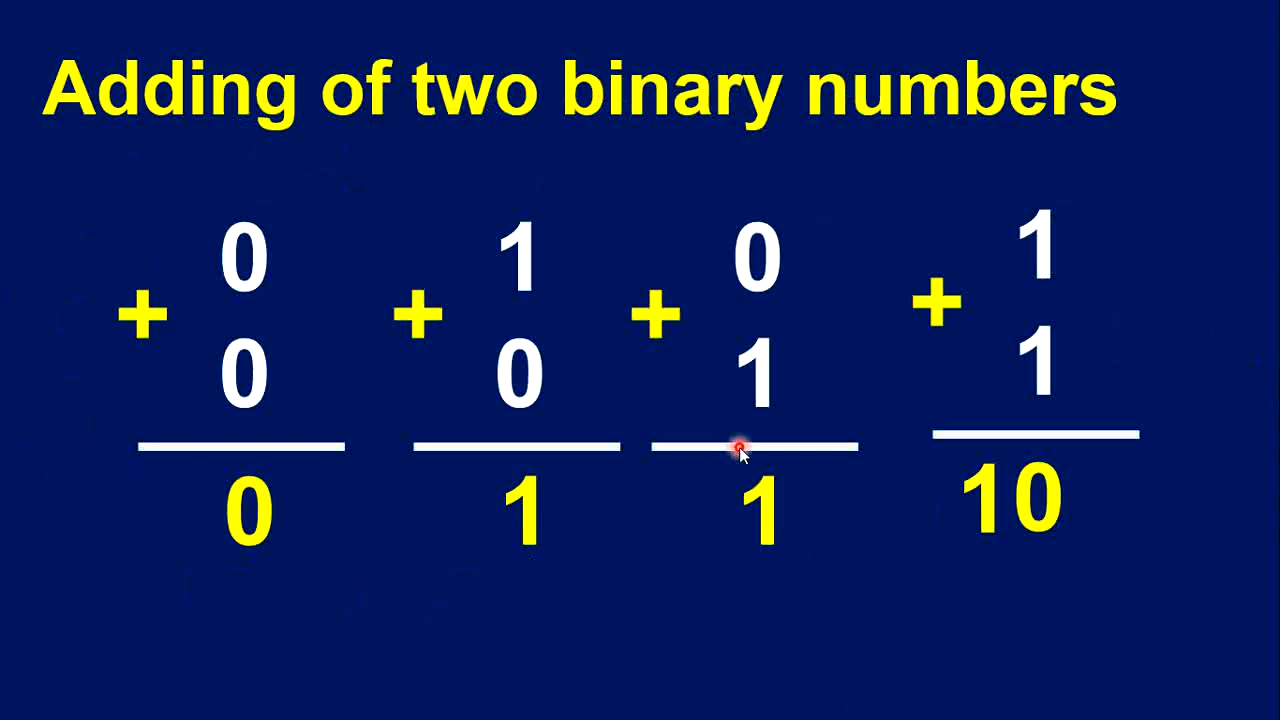 Adding of two binary numbers
0 1 0 1
+ + + +
0 0 1 1
0 1 1 10